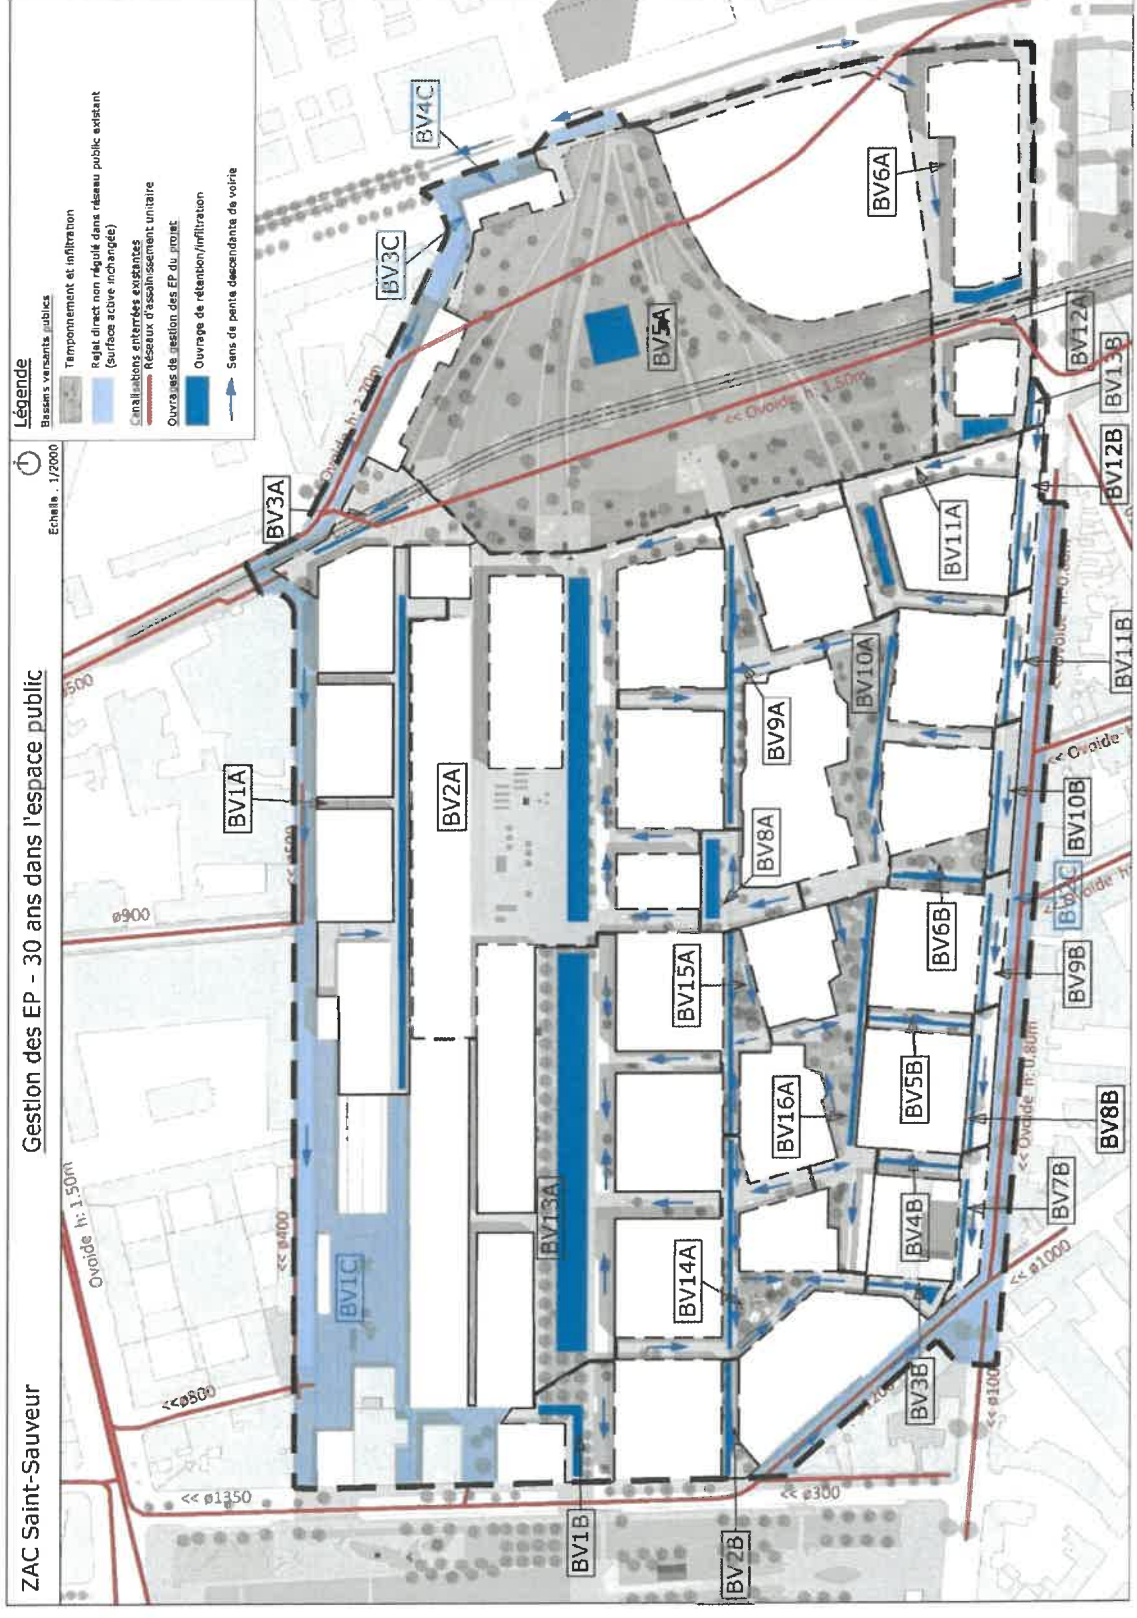 ZAC Saint-Sauveur
Gestion des EP - 30 ans dans l'espace public
Echelle : 1/2000
Légende
Bassins versants publics
Tamponnement et infiltration
Rejet direct non régulé dans réseau public existant
(surface active inchangée)
Canalisations enterrées existantes
Réseaux d'assainissement unitaire
Ouvrages de gestion des EP du projet
Ouvrage de rétention/infiltration
Sens de pente descendante de voirie
Ovoide h: 1.50m
<<ø800
<< ø1350
<< ø400
ø900
ø500
BV1A
BV3A
BV3C
BV4C
BV1C
BV2A
BV5A
BV6A
<< Ovoide h: 1.50m
BV13A
BV1B
BV2B
BV14A
BV15A
BV16A
BV8A
BV9A
BV10A
BV11A
BV12A
BV13B
BV12B
BV11B
BV10B
BV2C
BV9B
BV8B
BV7B
BV6B
BV5B
BV4B
BV3B
<< ø300
<< ø1000
<< Ovoide h: 0.80m
<< Ovoide